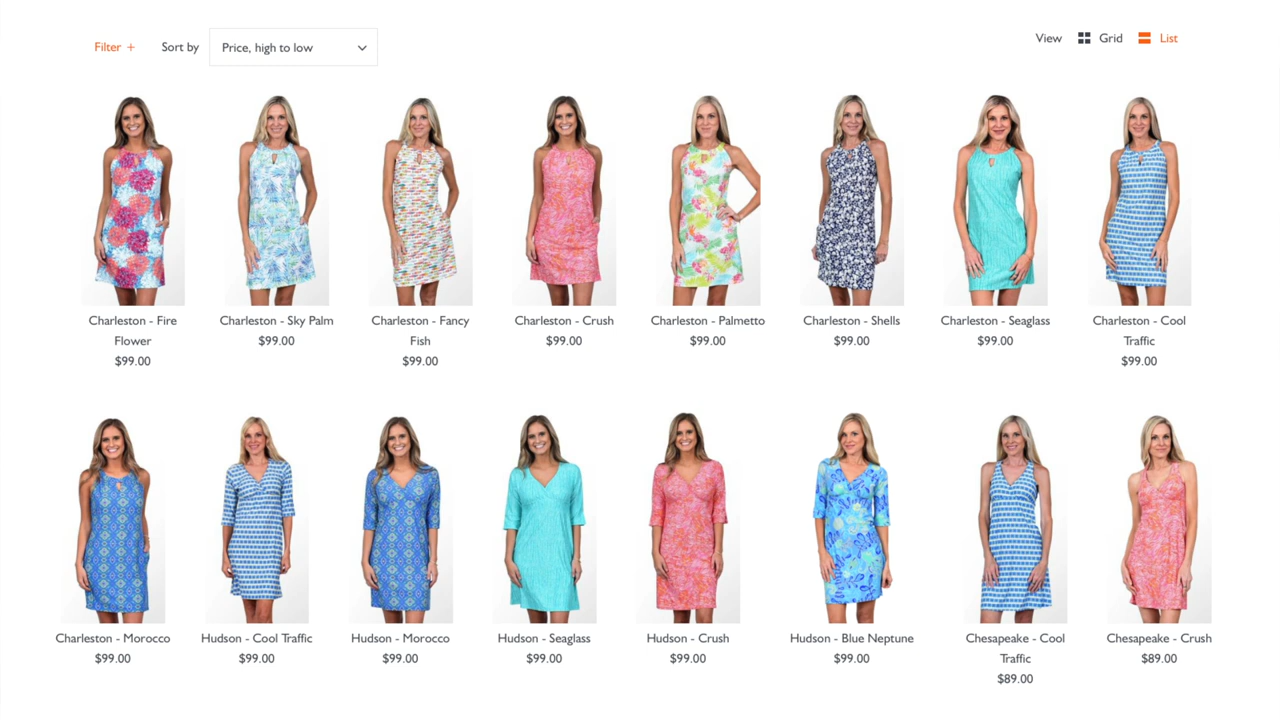 Filter +
Sort by
Price, high to low
View
Grid
List
Charleston - Fire
Flower
$99.00
Charleston - Sky Palm
$99.00
Charleston - Fancy
Fish
$99.00
Charleston - Crush
$99.00
Charleston - Palmetto
$99.00
Charleston - Shells
$99.00
Charleston - Seaglass
$99.00
Charleston - Cool
Traffic
$99.00
Charleston - Morocco
$99.00
Hudson - Cool Traffic
$99.00
Hudson - Morocco
$99.00
Hudson - Seaglass
$99.00
Hudson - Crush
$99.00
Hudson - Blue Neptune
$99.00
Chesapeake - Cool
Traffic
$89.00
Chesapeake - Crush
$89.00